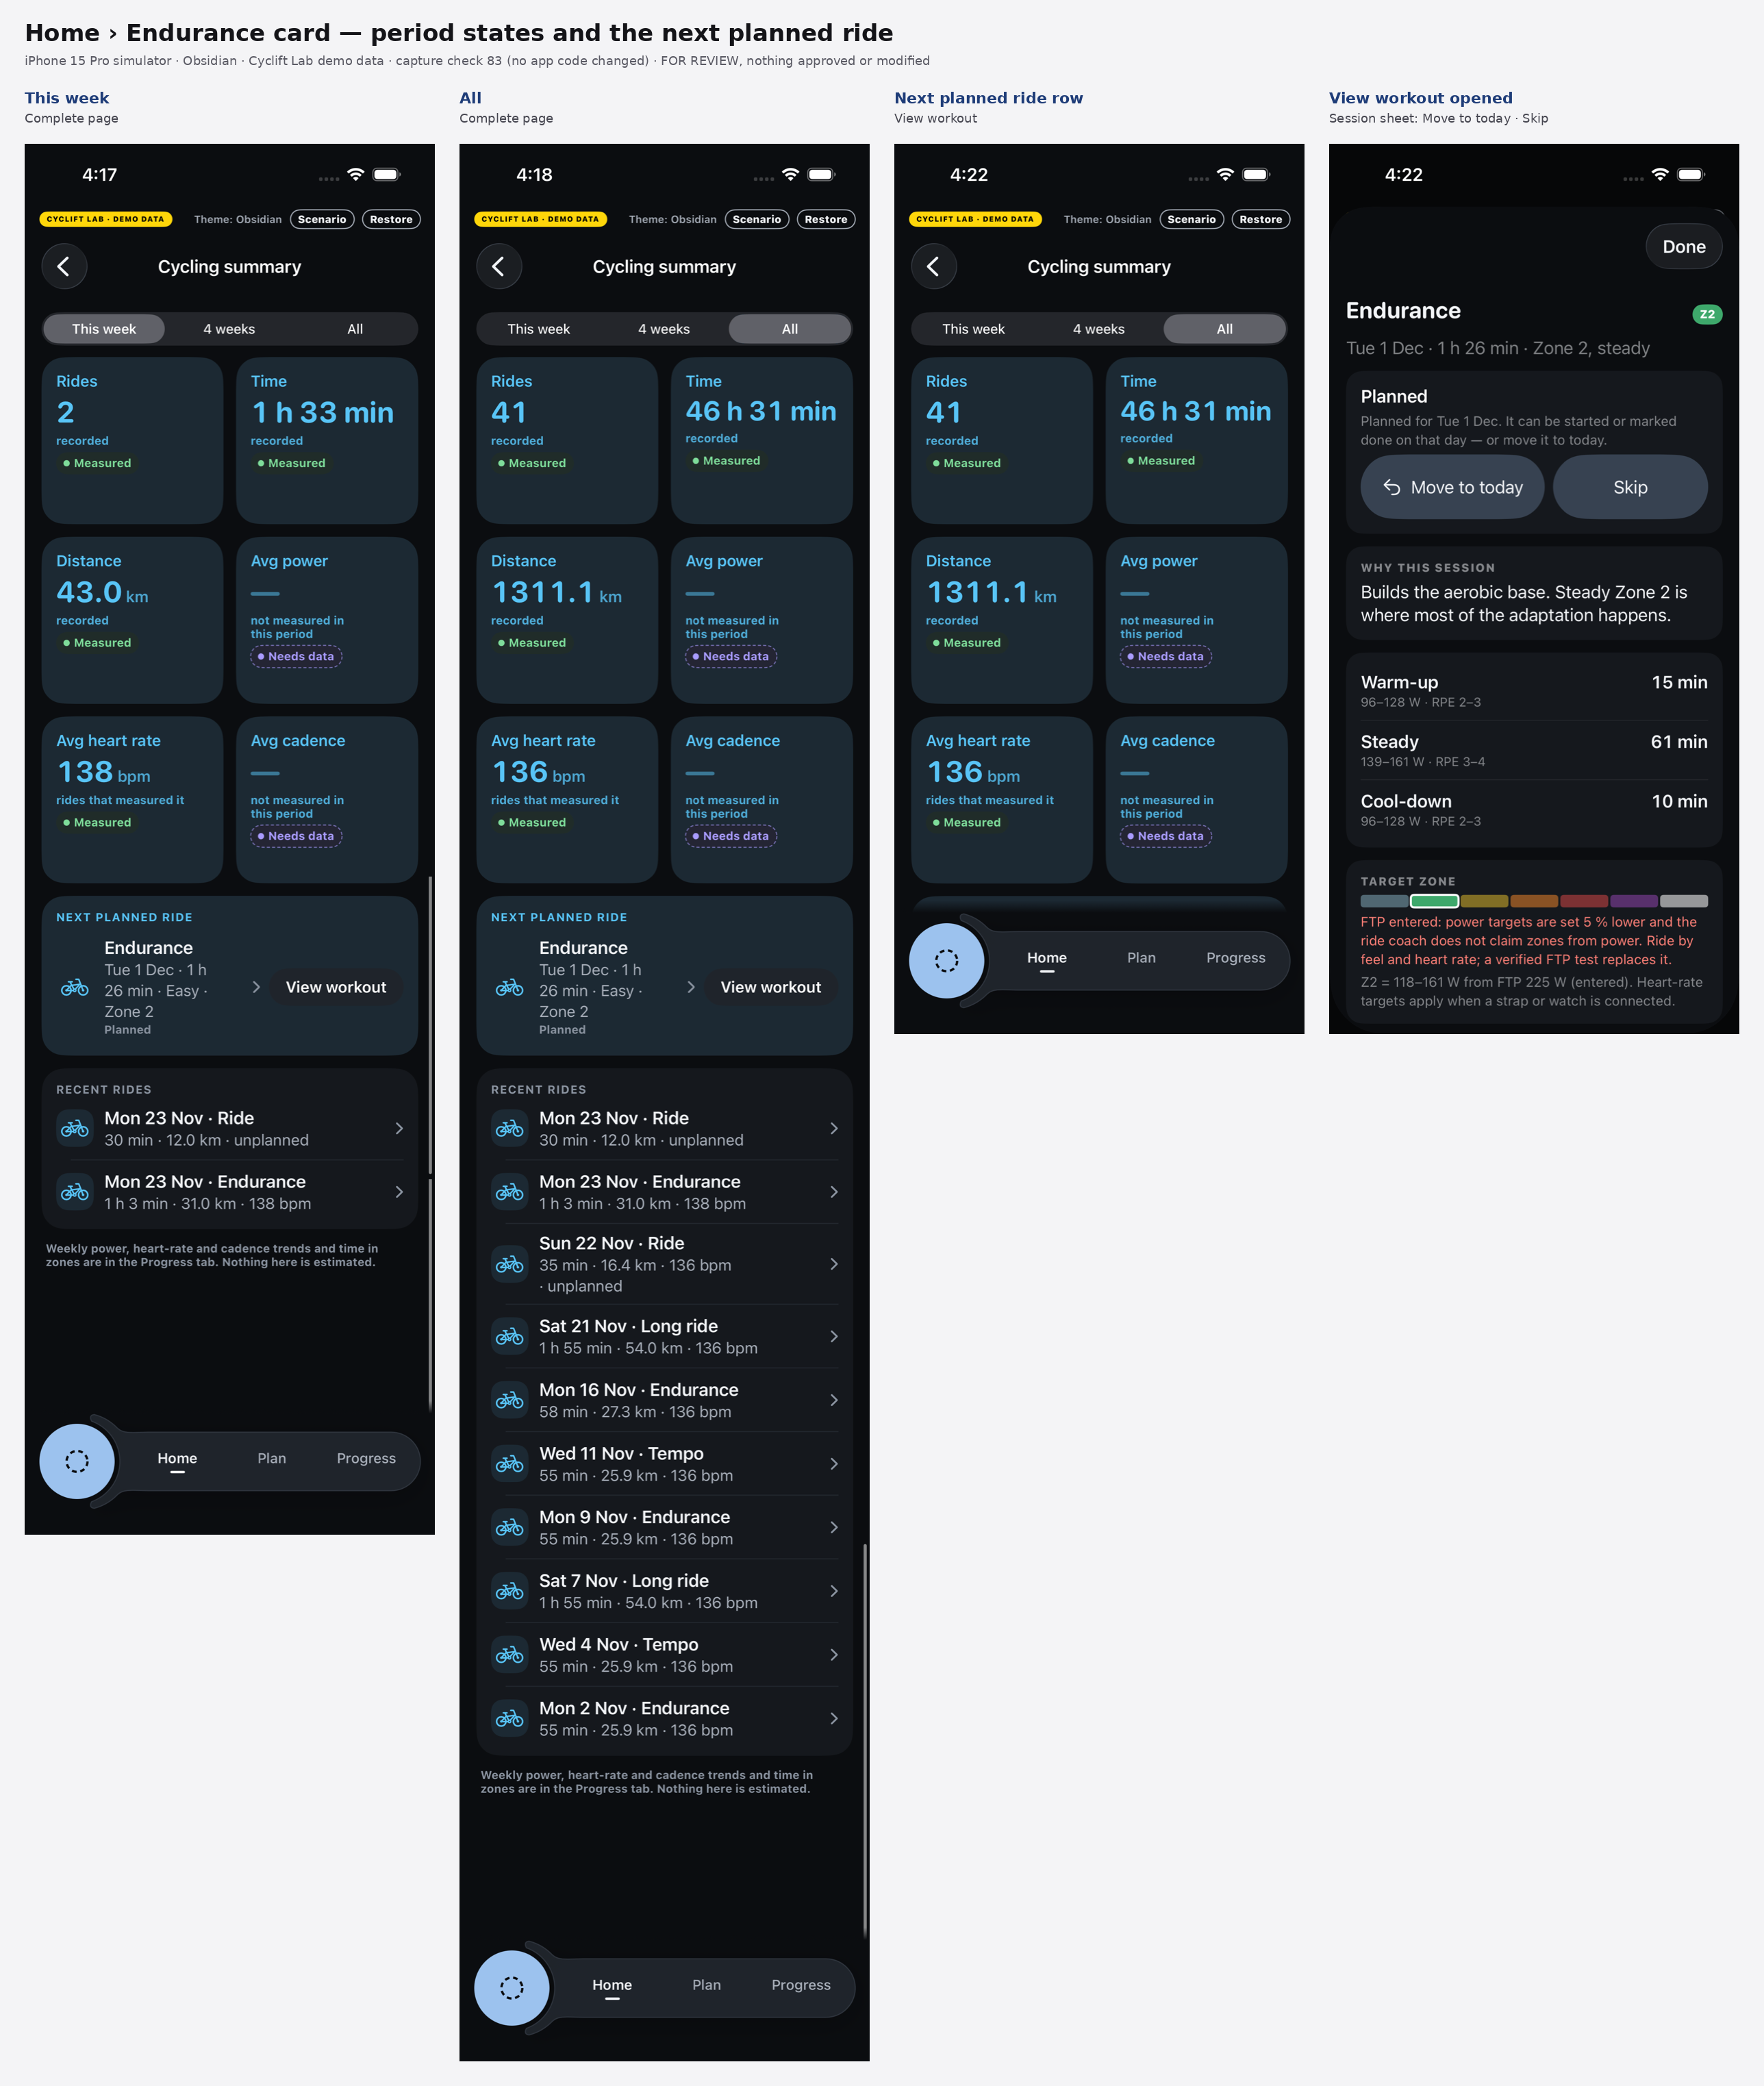 Home › Endurance card — period states and the next planned ride
iPhone 15 Pro simulator · Obsidian · Cyclift Lab demo data · capture check 83 (no app code changed) · FOR REVIEW, nothing approved or modified
This week
Complete page
4:17
CYCLIFT LAB · DEMO DATA
Theme: Obsidian
Scenario
Restore
Cycling summary
This week
4 weeks
All
Rides
2
recorded
Measured
Time
1 h 33 min
recorded
Measured
Distance
43.0 km
recorded
Measured
Avg power
—
not measured in
this period
Needs data
Avg heart rate
138 bpm
rides that measured it
Measured
Avg cadence
—
not measured in
this period
Needs data
NEXT PLANNED RIDE
Endurance
Tue 1 Dec · 1 h
26 min · Easy ·
Zone 2
Planned
View workout
RECENT RIDES
Mon 23 Nov · Ride
30 min · 12.0 km · unplanned
Mon 23 Nov · Endurance
1 h 3 min · 31.0 km · 138 bpm
Weekly power, heart-rate and cadence trends and time in
zones are in the Progress tab. Nothing here is estimated.
Home
Plan
Progress
All
Complete page
4:18
CYCLIFT LAB · DEMO DATA
Theme: Obsidian
Scenario
Restore
Cycling summary
This week
4 weeks
All
Rides
41
recorded
Measured
Time
46 h 31 min
recorded
Measured
Distance
1311.1 km
recorded
Measured
Avg power
—
not measured in
this period
Needs data
Avg heart rate
136 bpm
rides that measured it
Measured
Avg cadence
—
not measured in
this period
Needs data
NEXT PLANNED RIDE
Endurance
Tue 1 Dec · 1 h
26 min · Easy ·
Zone 2
Planned
View workout
RECENT RIDES
Mon 23 Nov · Ride
30 min · 12.0 km · unplanned
Mon 23 Nov · Endurance
1 h 3 min · 31.0 km · 138 bpm
Sun 22 Nov · Ride
35 min · 16.4 km · 136 bpm
· unplanned
Sat 21 Nov · Long ride
1 h 55 min · 54.0 km · 136 bpm
Mon 16 Nov · Endurance
58 min · 27.3 km · 136 bpm
Wed 11 Nov · Tempo
55 min · 25.9 km · 136 bpm
Mon 9 Nov · Endurance
55 min · 25.9 km · 136 bpm
Sat 7 Nov · Long ride
1 h 55 min · 54.0 km · 136 bpm
Wed 4 Nov · Tempo
55 min · 25.9 km · 136 bpm
Mon 2 Nov · Endurance
55 min · 25.9 km · 136 bpm
Weekly power, heart-rate and cadence trends and time in
zones are in the Progress tab. Nothing here is estimated.
Home
Plan
Progress
Next planned ride row
View workout
4:22
CYCLIFT LAB · DEMO DATA
Theme: Obsidian
Scenario
Restore
Cycling summary
This week
4 weeks
All
Rides
41
recorded
Measured
Time
46 h 31 min
recorded
Measured
Distance
1311.1 km
recorded
Measured
Avg power
—
not measured in
this period
Needs data
Avg heart rate
136 bpm
rides that measured it
Measured
Avg cadence
—
not measured in
this period
Needs data
Home
Plan
Progress
View workout opened
Session sheet: Move to today · Skip
4:22
Done
Endurance
Z2
Tue 1 Dec · 1 h 26 min · Zone 2, steady
Planned
Planned for Tue 1 Dec. It can be started or marked
done on that day — or move it to today.
Move to today
Skip
WHY THIS SESSION
Builds the aerobic base. Steady Zone 2 is
where most of the adaptation happens.
Warm-up
15 min
96–128 W · RPE 2–3
Steady
61 min
139–161 W · RPE 3–4
Cool-down
10 min
96–128 W · RPE 2–3
TARGET ZONE
FTP entered: power targets are set 5 % lower and the
ride coach does not claim zones from power. Ride by
feel and heart rate; a verified FTP test replaces it.
Z2 = 118–161 W from FTP 225 W (entered). Heart-rate
targets apply when a strap or watch is connected.